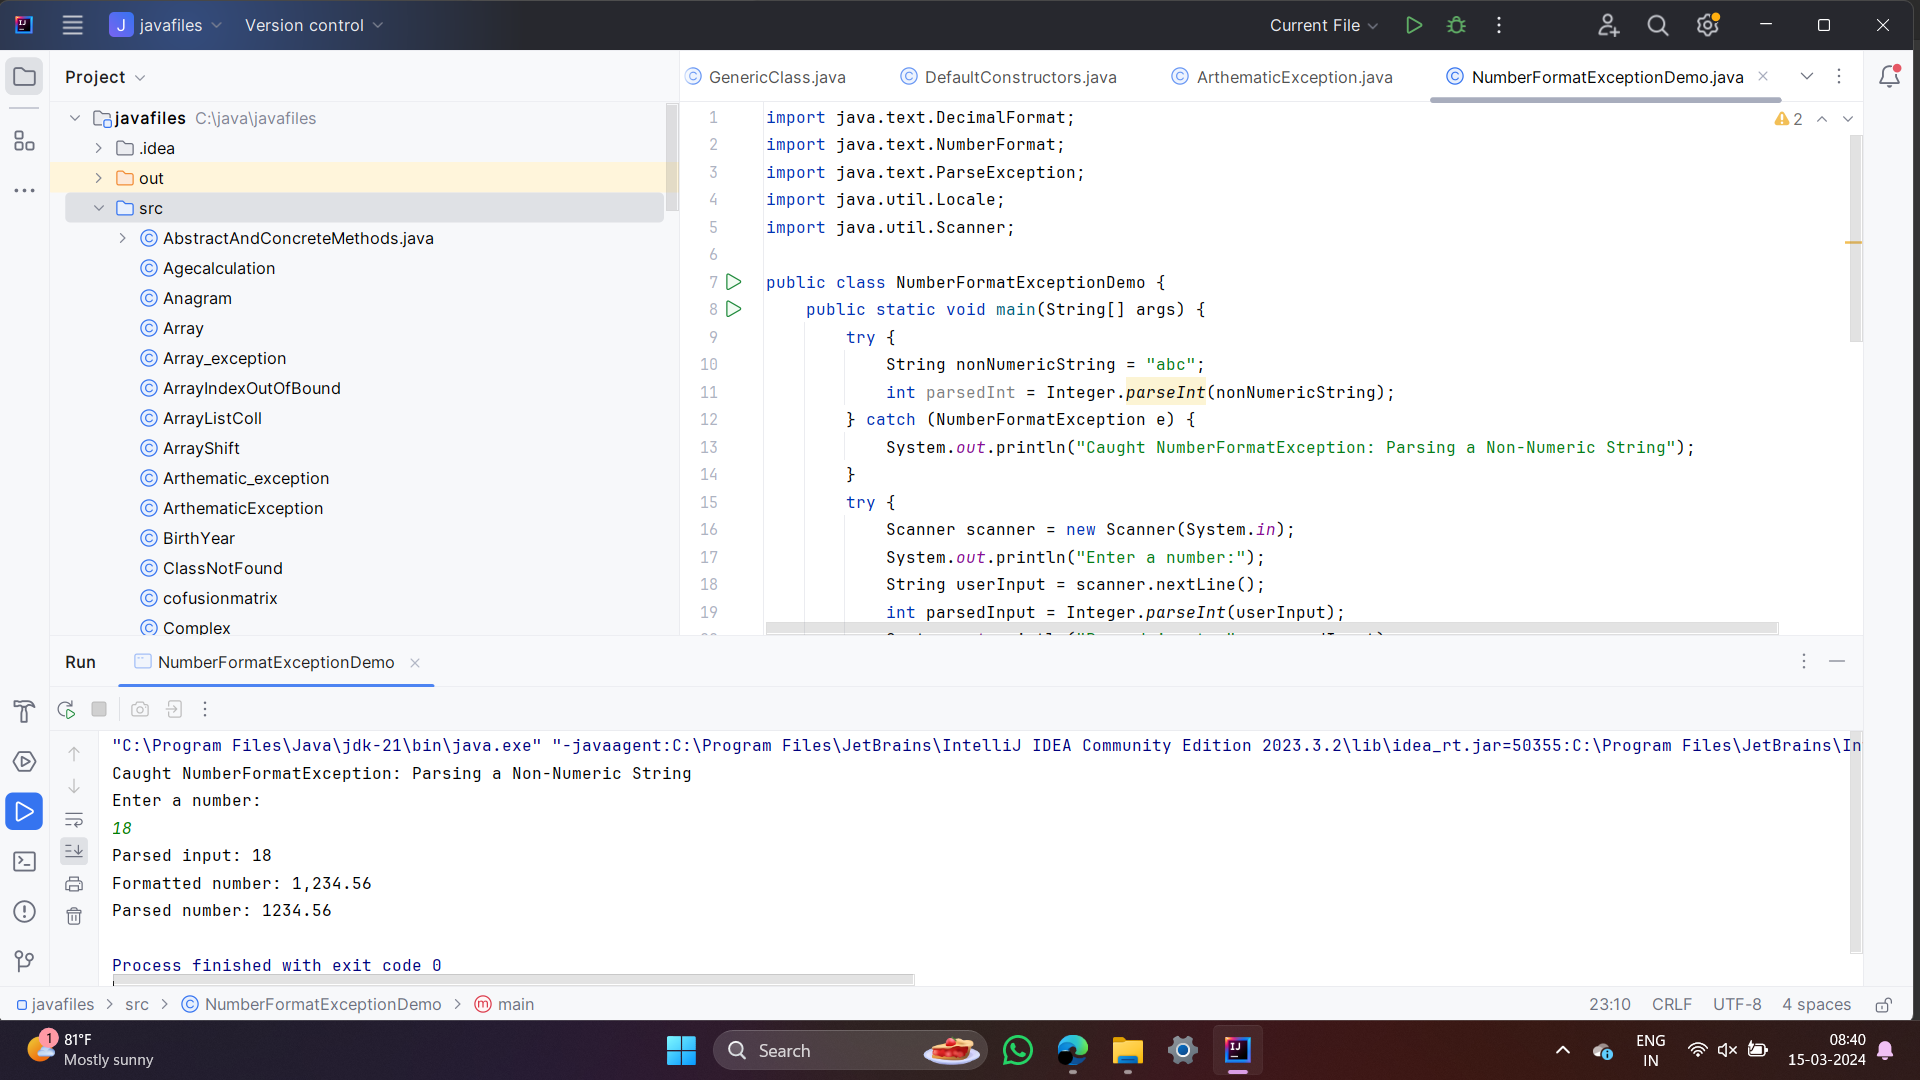 J javafiles Version control Current File
Project
GenericClass.java DefaultConstructors.java ArthematicException.java NumberFormatExceptionDemo.java
javafiles C:\java\javafiles
.idea
out
src
AbstractAndConcreteMethods.java
Agecalculation
Anagram
Array
Array_exception
ArrayIndexOutOfBound
ArrayListColl
ArrayShift
Arthematic_exception
ArthematicException
BirthYear
ClassNotFound
cofusionmatrix
Complex
2
1 import java.text.DecimalFormat;
2 import java.text.NumberFormat;
3 import java.text.ParseException;
4 import java.util.Locale;
5 import java.util.Scanner;
6
7 public class NumberFormatExceptionDemo {
8 public static void main(String[] args) {
9 try {
10 String nonNumericString = "abc";
11 int parsedInt = Integer.parseInt(nonNumericString);
12 } catch (NumberFormatException e) {
13 System.out.println("Caught NumberFormatException: Parsing a Non-Numeric String");
14 }
15 try {
16 Scanner scanner = new Scanner(System.in);
17 System.out.println("Enter a number:");
18 String userInput = scanner.nextLine();
19 int parsedInput = Integer.parseInt(userInput);
Run NumberFormatExceptionDemo
"C:\Program Files\Java\jdk-21\bin\java.exe" "-javaagent:C:\Program Files\JetBrains\IntelliJ IDEA Community Edition 2023.3.2\lib\idea_rt.jar=50355:C:\Program Files\JetBrains\In
Caught NumberFormatException: Parsing a Non-Numeric String
Enter a number:
18
Parsed input: 18
Formatted number: 1,234.56
Parsed number: 1234.56
Process finished with exit code 0
javafiles > src > NumberFormatExceptionDemo > main 23:10 CRLF UTF-8 4 spaces
1 81°F
Mostly sunny
Search
ENG
IN
08:40
15-03-2024